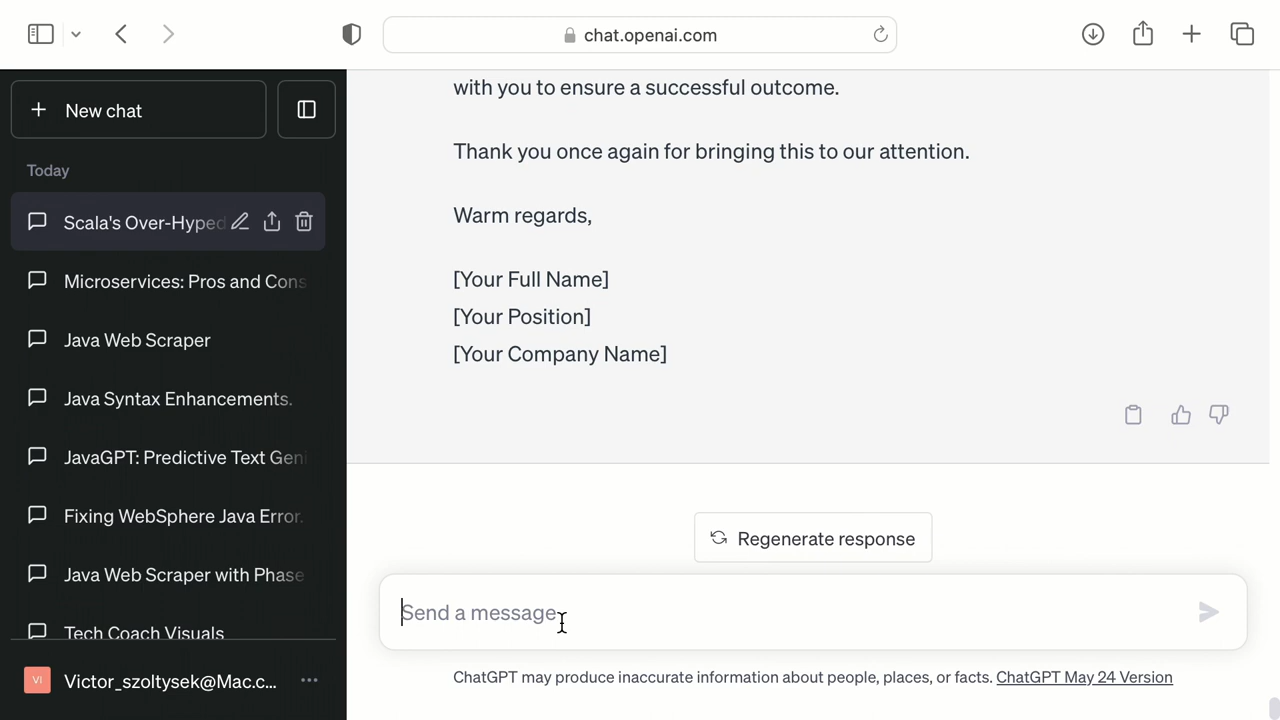 chat.openai.com
New chat
Today
Scala's Over-Hyped
Microservices: Pros and Cons
Java Web Scraper
Java Syntax Enhancements.
JavaGPT: Predictive Text Geni
Fixing WebSphere Java Error.
Java Web Scraper with Phase
Tech Coach Visuals
VI Victor_szoltysek@Mac.c...
with you to ensure a successful outcome.
Thank you once again for bringing this to our attention.
Warm regards,
[Your Full Name]
[Your Position]
[Your Company Name]
Regenerate response
Send a message
ChatGPT may produce inaccurate information about people, places, or facts. ChatGPT May 24 Version